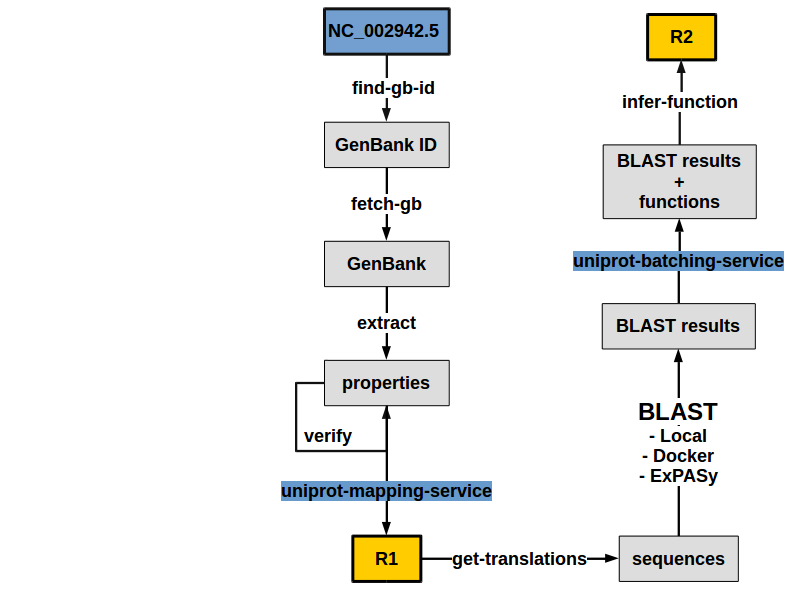 NC_002942.5
find-gb-id
GenBank ID
fetch-gb
GenBank
extract
properties
verify
uniprot-mapping-service
R1
get-translations
sequences
BLAST
- Local
- Docker
- ExPASy
BLAST results
uniprot-batching-service
BLAST results
+
functions
infer-function
R2